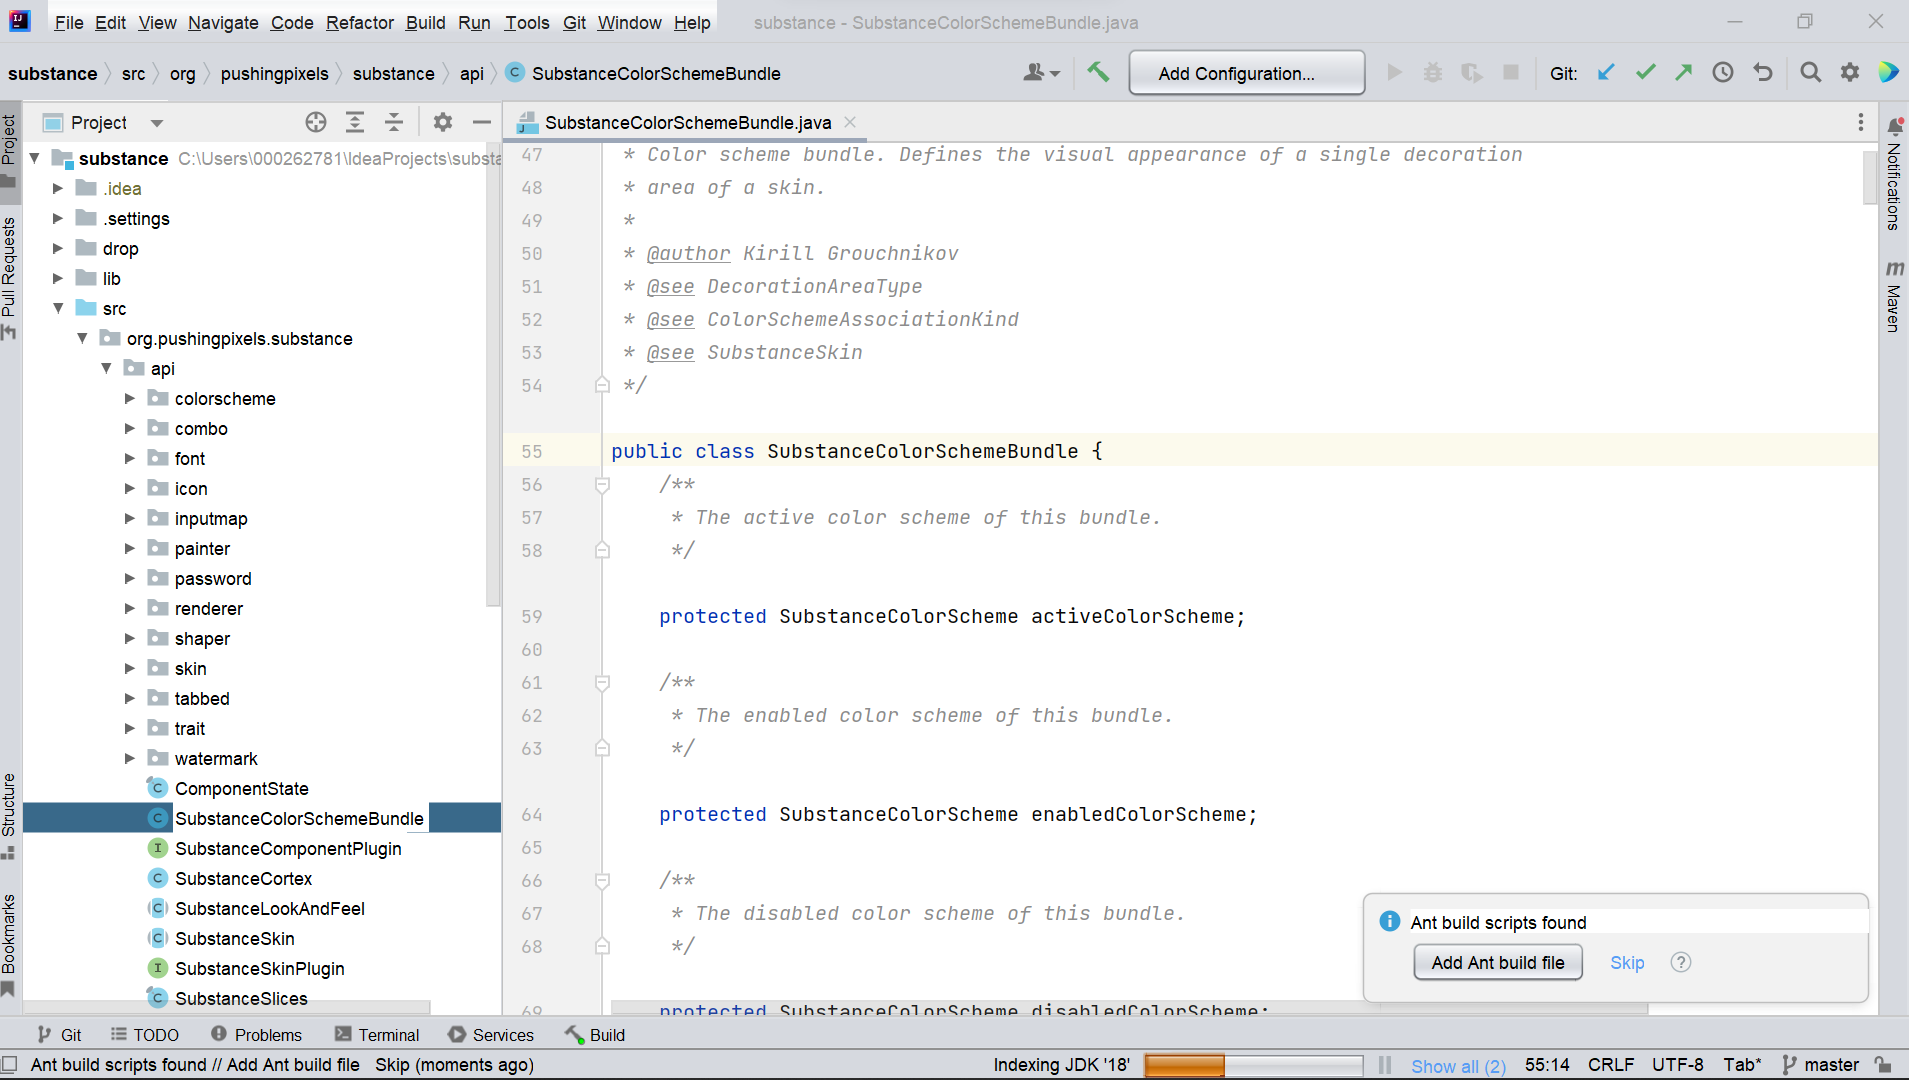 File Edit View Navigate Code Refactor Build Run Tools Git Window Help substance - SubstanceColorSchemeBundle.java
substance src org pushingpixels substance api SubstanceColorSchemeBundle Add Configuration... Git:
Project
SubstanceColorSchemeBundle.java
Project
Pull Requests
Structure
Bookmarks
Notifications
Maven
substance C:\Users\000262781\IdeaProjects\substa
.idea
.settings
drop
lib
src
org.pushingpixels.substance
api
colorscheme
combo
font
icon
inputmap
painter
password
renderer
shaper
skin
tabbed
trait
watermark
ComponentState
SubstanceColorSchemeBundle
SubstanceComponentPlugin
SubstanceCortex
SubstanceLookAndFeel
SubstanceSkin
SubstanceSkinPlugin
SubstanceSlices
47 * Color scheme bundle. Defines the visual appearance of a single decoration
48 * area of a skin.
49 *
50 * @author Kirill Grouchnikov
51 * @see DecorationAreaType
52 * @see ColorSchemeAssociationKind
53 * @see SubstanceSkin
54 */
55 public class SubstanceColorSchemeBundle {
56 /**
57 * The active color scheme of this bundle.
58 */
59 protected SubstanceColorScheme activeColorScheme;
60
61 /**
62 * The enabled color scheme of this bundle.
63 */
64 protected SubstanceColorScheme enabledColorScheme;
65
66 /**
67 * The disabled color scheme of this bundle.
68 */
69 protected SubstanceColorScheme disabledColorScheme;
Ant build scripts found
Add Ant build file Skip ?
Git TODO Problems Terminal Services Build
Ant build scripts found // Add Ant build file Skip (moments ago) Indexing JDK '18' Show all (2) 55:14 CRLF UTF-8 Tab* master